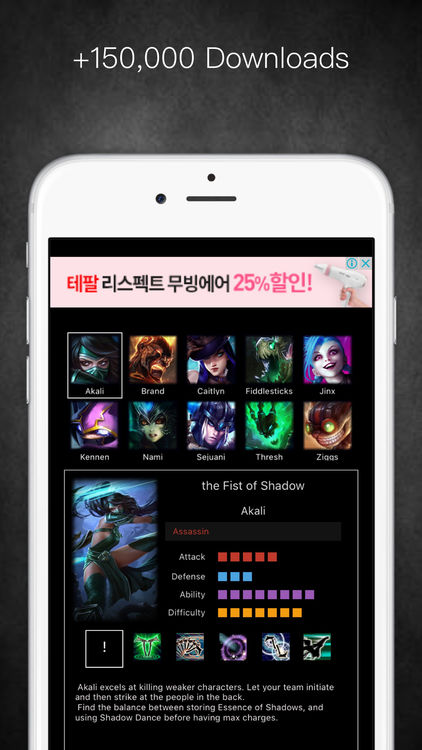 +150,000 Downloads
테팔 리스펙트 무빙에어 25%할인!
Akali
Brand
Caitlyn
Fiddlesticks
Jinx
Kennen
Nami
Sejuani
Thresh
Ziggs
the Fist of Shadow
Akali
Assassin
Attack
Defense
Ability
Difficulty
!
Akali excels at killing weaker characters. Let your team initiate
and then strike at the people in the back.
Find the balance between storing Essence of Shadows, and
using Shadow Dance before having max charges.